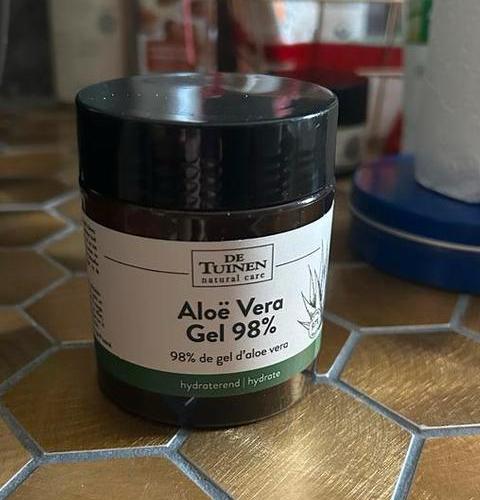 DE
TUINEN
natural care
Aloë Vera
Gel 98%
98% de gel d'aloe vera
hydraterend | hydrate